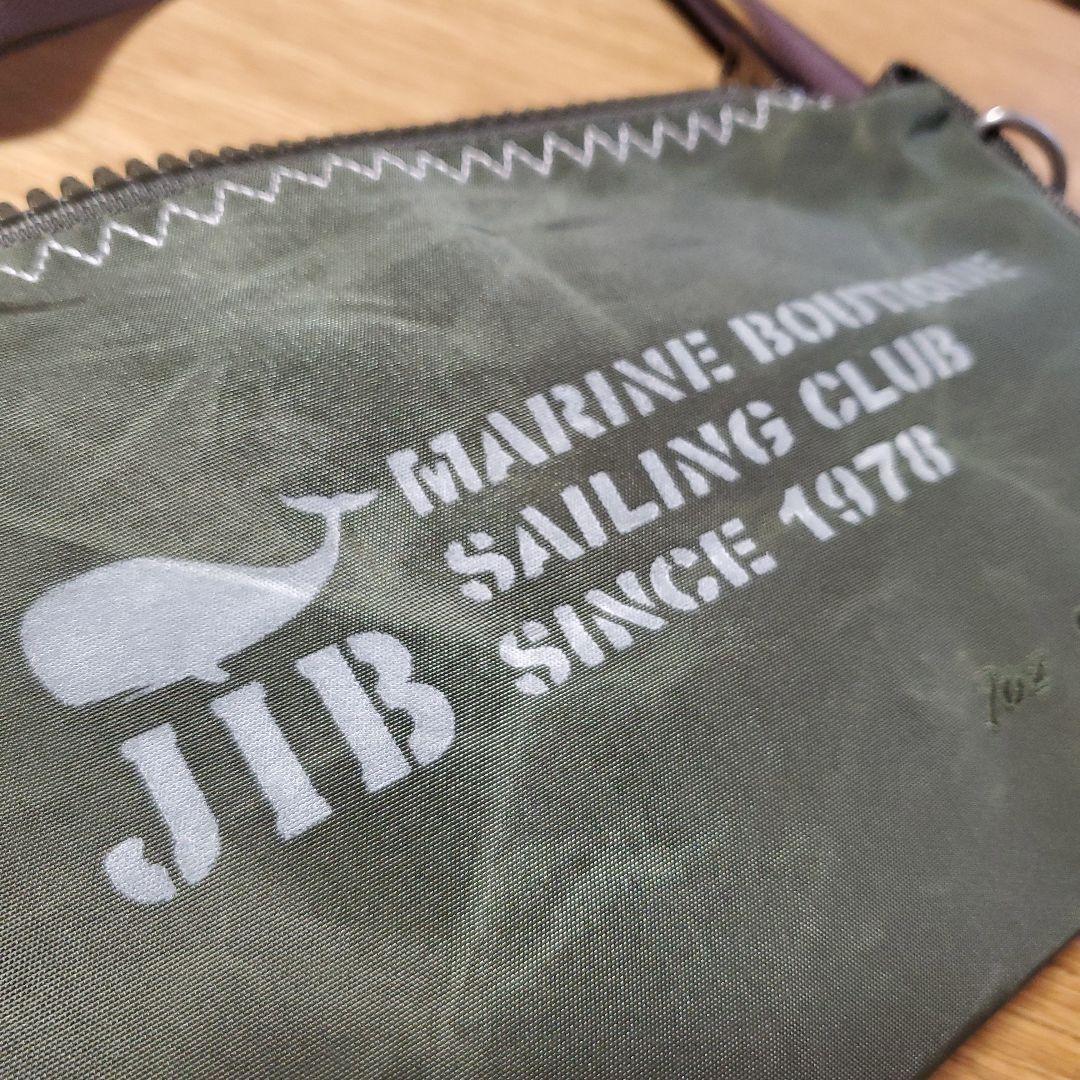 MARINE BOUTIQUE
SAILING CLUB
SINCE 1978
JIB